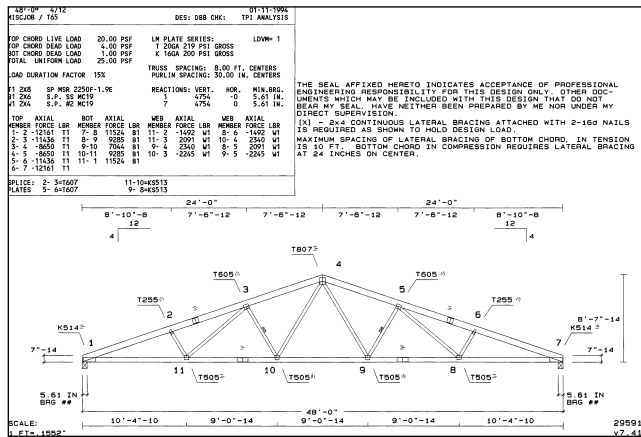 48'-0" 4/12 01-11-1994
MISCJOB / T65 DES: DBB CHK: TPI ANALYSIS
TOP CHORD LIVE LOAD 20.00 PSF LM PLATE SERIES: LDVM= 1
TOP CHORD DEAD LOAD 4.00 PSF T 20GA 219 PSI GROSS
BOT CHORD DEAD LOAD 1.00 PSF K 16GA 200 PSI GROSS
TOTAL UNIFORM LOAD 25.00 PSF
TRUSS SPACING: 8.00 FT. CENTERS
LOAD DURATION FACTOR 15% PURLIN SPACING: 30.00 IN. CENTERS
T1 2X8 SP MSR 2250F-1.9E REACTIONS: VERT. HOR. MIN.BRG.
B1 2X6 S.P. SS MC19 1 4754 -0 5.61 IN.
W1 2X4 S.P. #2 MC19 7 4754 0 5.61 IN.
TOP AXIAL BOT AXIAL WEB AXIAL WEB AXIAL
MEMBER FORCE LBR MEMBER FORCE LBR MEMBER FORCE LBR MEMBER FORCE LBR
1- 2 -12161 T1 7- 8 11524 B1 11- 2 -1492 W1 8- 6 -1492 W1
2- 3 -11436 T1 8- 9 9285 B1 11- 3 2091 W1 10- 4 2340 W1
3- 4 -8650 T1 9-10 7044 B1 9- 4 2340 W1 8- 5 2091 W1
4- 5 -8650 T1 10-11 9285 B1 10- 3 -2245 W1 9- 5 -2245 W1
5- 6 -11436 T1 11- 1 11524 B1
6- 7 -12161 T1
SPLICE: 2- 3=T607 11-10=KS513
PLATES 5- 6=T607 9- 8=KS513
THE SEAL AFFIXED HERETO INDICATES ACCEPTANCE OF PROFESSIONAL
ENGINEERING RESPONSIBILITY FOR THIS DESIGN ONLY. OTHER DOC-
UMENTS WHICH MAY BE INCLUDED WITH THIS DESIGN THAT DO NOT
BEAR MY SEAL, HAVE NEITHER BEEN PREPARED BY ME NOR UNDER MY
DIRECT SUPERVISION.
(X) - 2x4 CONTINUOUS LATERAL BRACING ATTACHED WITH 2-16d NAILS
IS REQUIRED AS SHOWN TO HOLD DESIGN LOAD.
MAXIMUM SPACING OF LATERAL BRACING OF BOTTOM CHORD, IN TENSION
IS 10 FT. BOTTOM CHORD IN COMPRESSION REQUIRES LATERAL BRACING
AT 24 INCHES ON CENTER.
24'-0" 24'-0"
8'-10"-8 7'-6"-12 7'-6"-12 7'-6"-12 7'-6"-12 8'-10"-8
12 12
4 4
T807
4
T605 T605
3 5
T255 T255
2 6
8'-7"-14
K514 K514
1 7
7"-14 7"-14
11 10 9 8
T505 T505 T505 T505
5.61 IN 5.61 IN
BRG ## BRG ##
48'-0"
10'-4"-10 9'-0"-14 9'-0"-14 9'-0"-14 10'-4"-10
SCALE: 29591
1 FT=.1552" v7.41